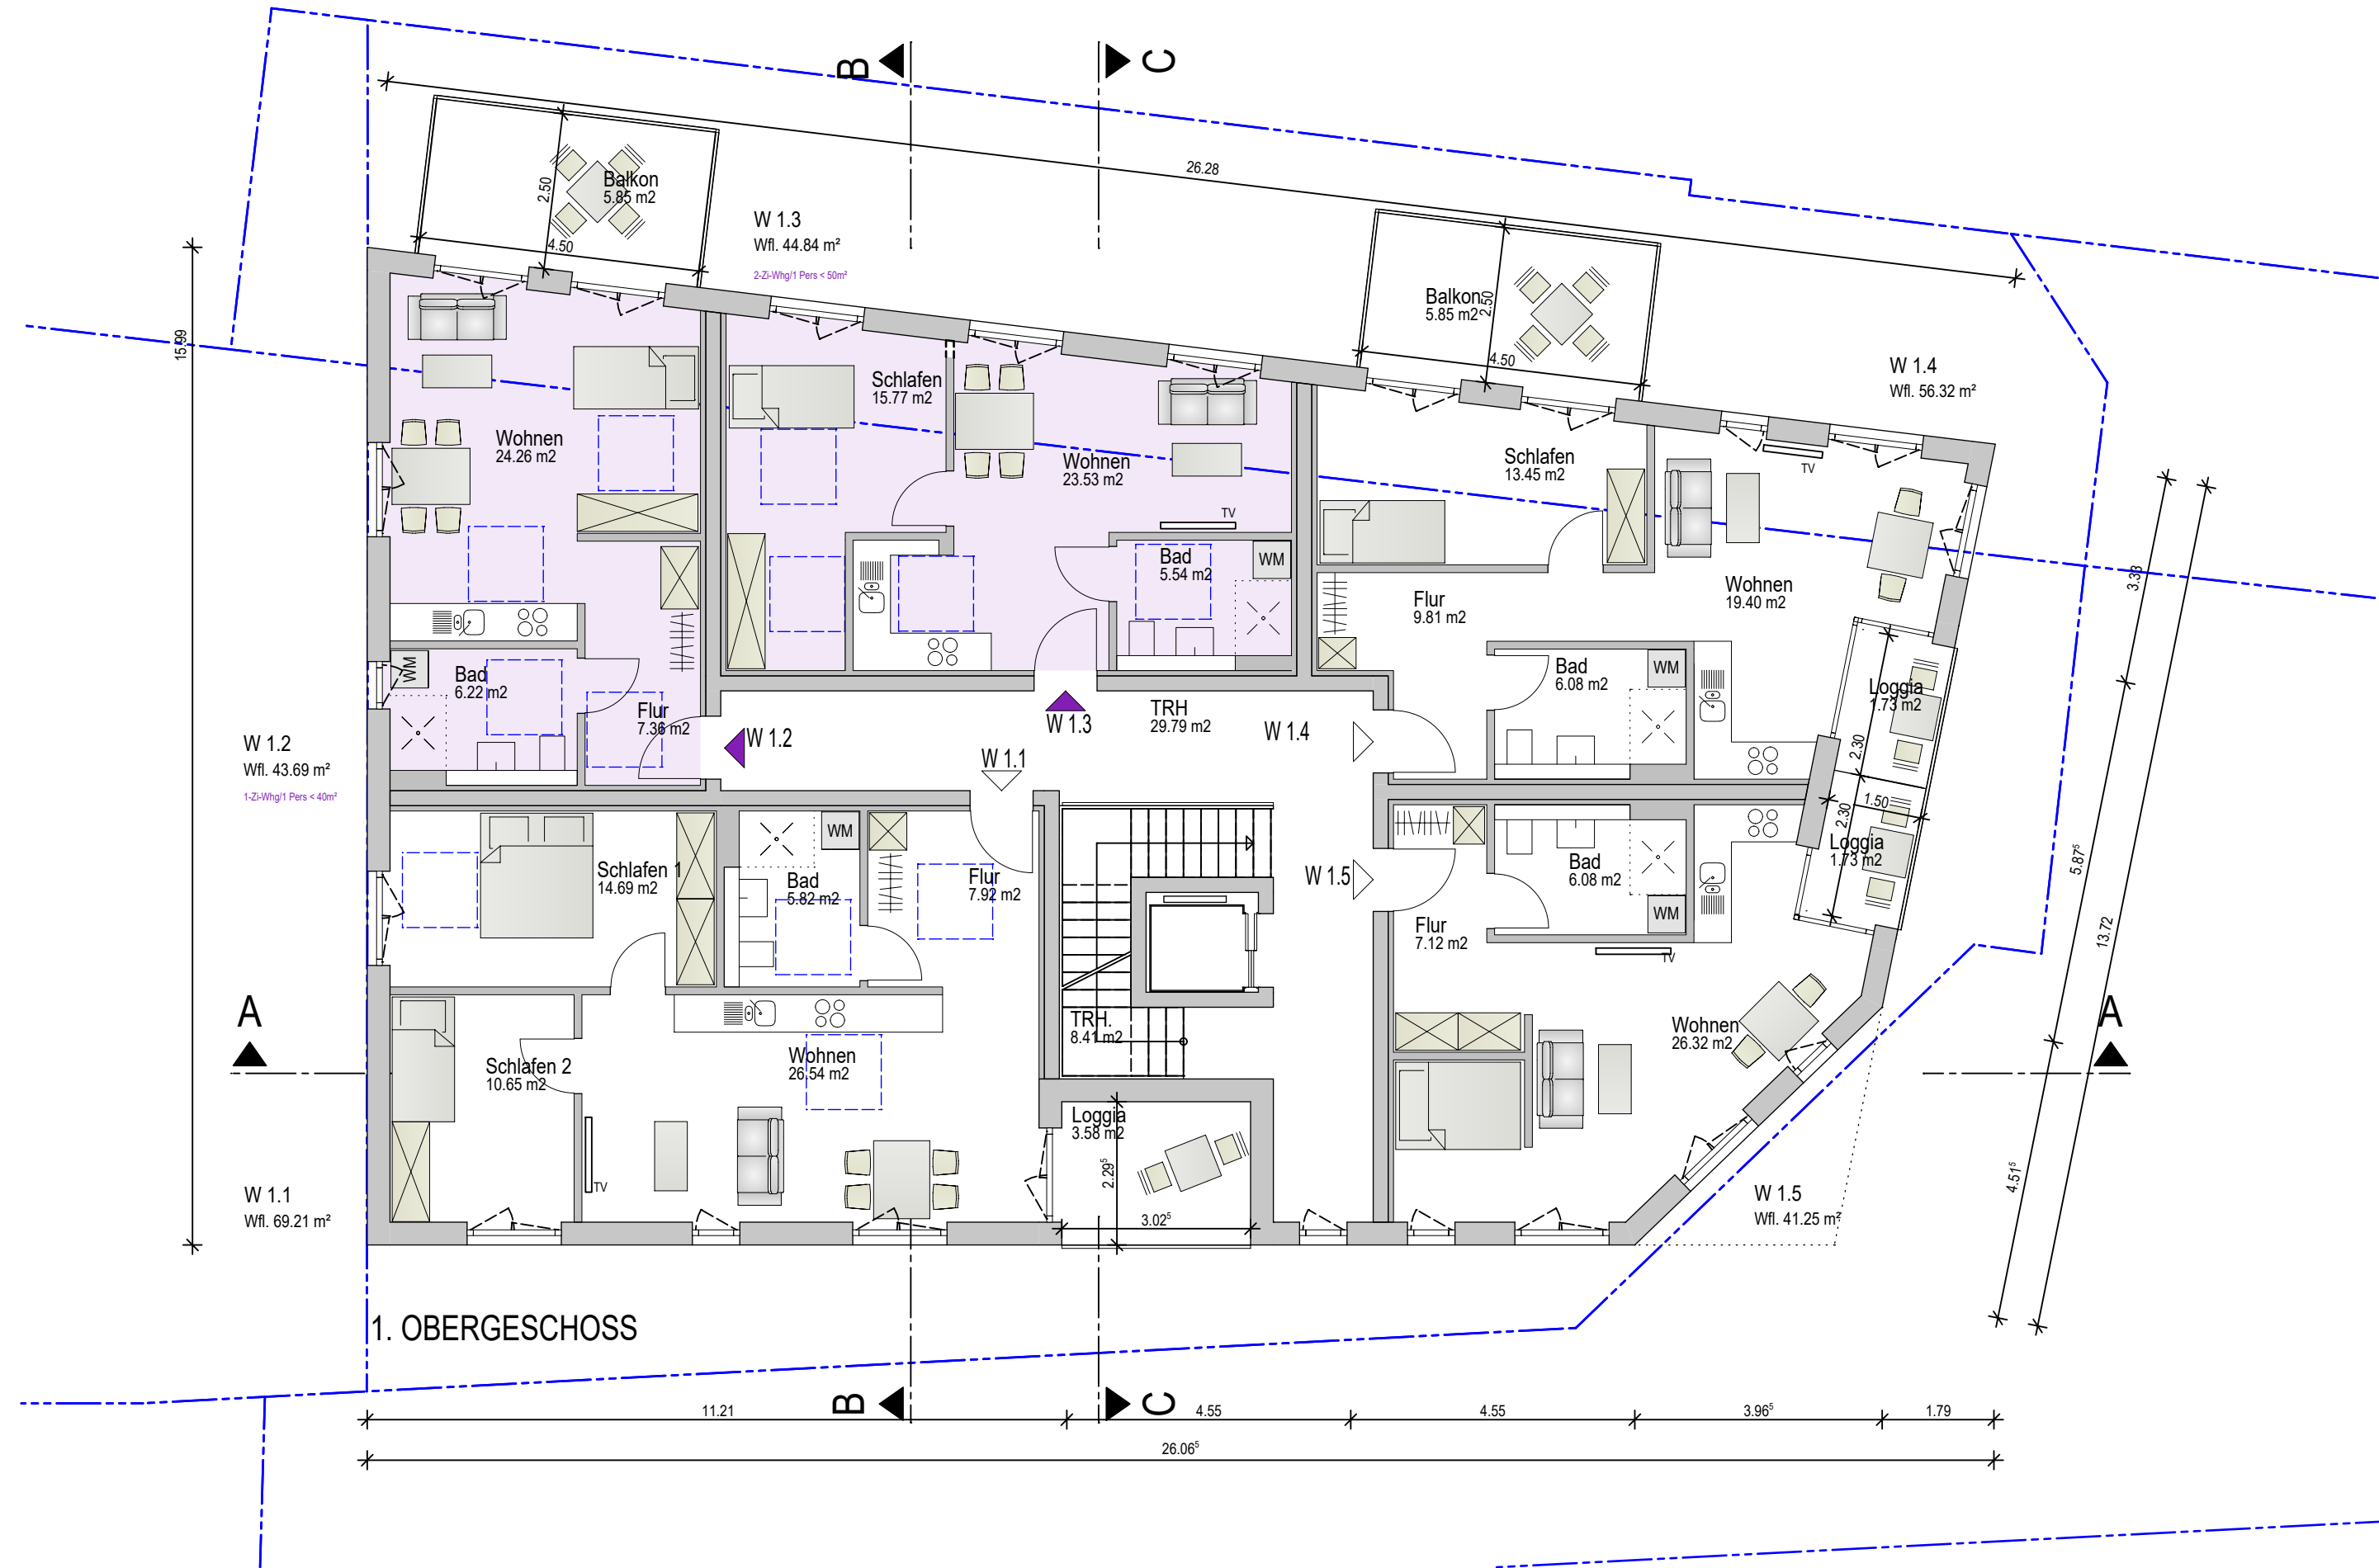 B
C
26.28
Balkon
5.85 m2
2.50
4.50
W 1.3
Wfl. 44.84 m²
2-Zi-Whg/1 Pers < 50m²
Balkon
5.85 m2
2.50
4.50
W 1.4
Wfl. 56.32 m²
15.99
Schlafen
15.77 m2
Wohnen
24.26 m2
Wohnen
23.53 m2
Schlafen
13.45 m2
TV
TV
Bad
5.54 m2
WM
Flur
9.81 m2
Wohnen
19.40 m2
3.33
WM
Bad
6.22 m2
Bad
6.08 m2
WM
Loggia
1.73 m2
Flur
7.36 m2
W 1.2
W 1.3
TRH
29.79 m2
W 1.4
W 1.1
2.30
W 1.2
Wfl. 43.69 m²
1-Zi-Whg/1 Pers < 40m²
1.50
2.30
Loggia
1.73 m2
WM
Schlafen 1
14.69 m2
Bad
5.82 m2
Flur
7.92 m2
W 1.5
Bad
6.08 m2
WM
5.87⁵
Flur
7.12 m2
13.72
TV
A
A
TRH.
8.41 m2
Wohnen
26.32 m2
Schlafen 2
10.65 m2
Wohnen
26.54 m2
Loggia
3.58 m2
2.29⁵
3.02⁵
TV
4.51⁵
W 1.1
Wfl. 69.21 m²
W 1.5
Wfl. 41.25 m²
1. OBERGESCHOSS
B
C
11.21
4.55
4.55
3.96⁵
1.79
26.06⁵